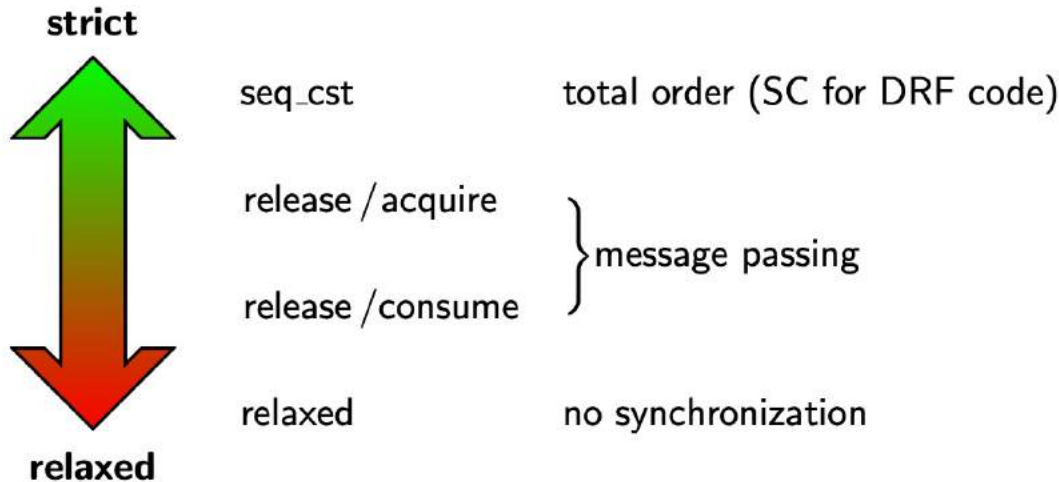 strict
seq_cst total order (SC for DRF code)
release/acquire
message passing
release/consume
relaxed no synchronization
relaxed